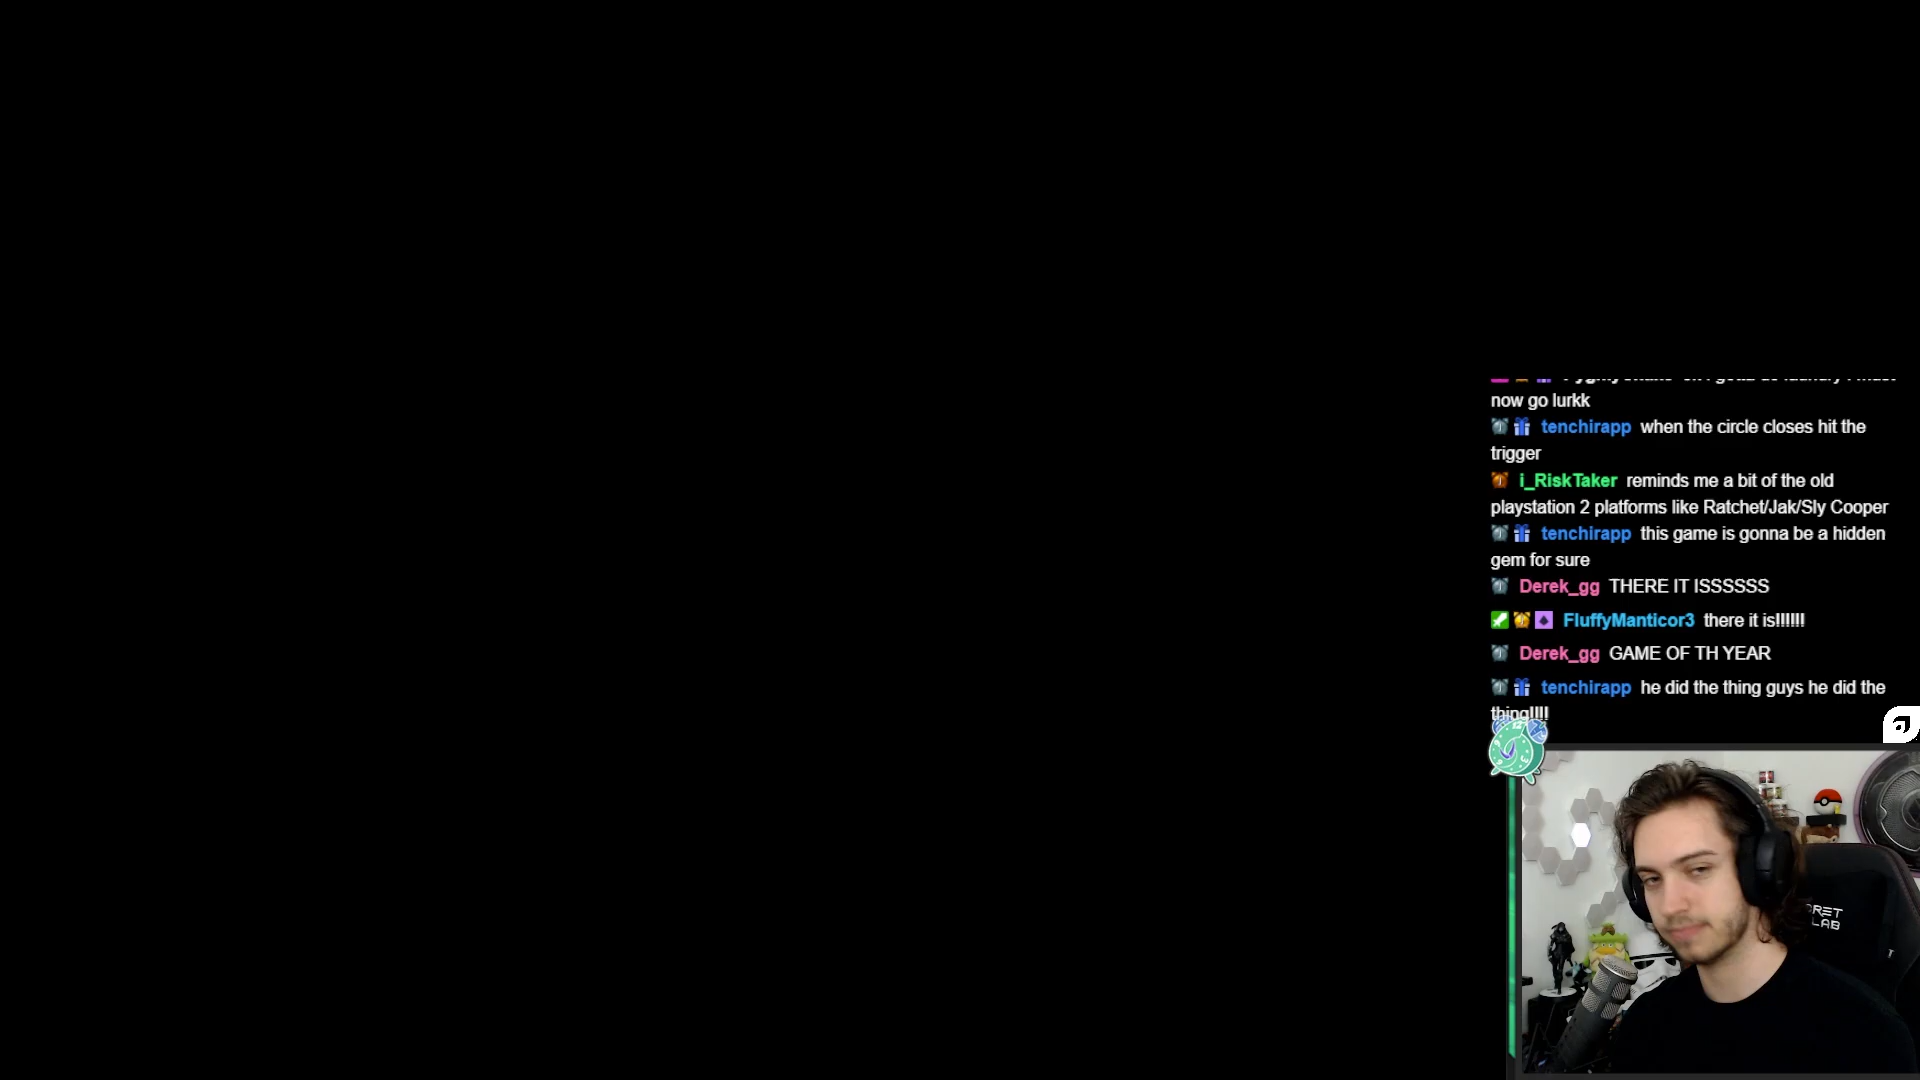 now go lurkk
tenchirapp when the circle closes hit the
trigger
i_RiskTaker reminds me a bit of the old
playstation 2 platforms like Ratchet/Jak/Sly Cooper
tenchirapp this game is gonna be a hidden
gem for sure
Derek_gg THERE IT ISSSSSS
FluffyManticor3 there it is!!!!!!
Derek_gg GAME OF TH YEAR
tenchirapp he did the thing guys he did the
thing!!!!
LAB